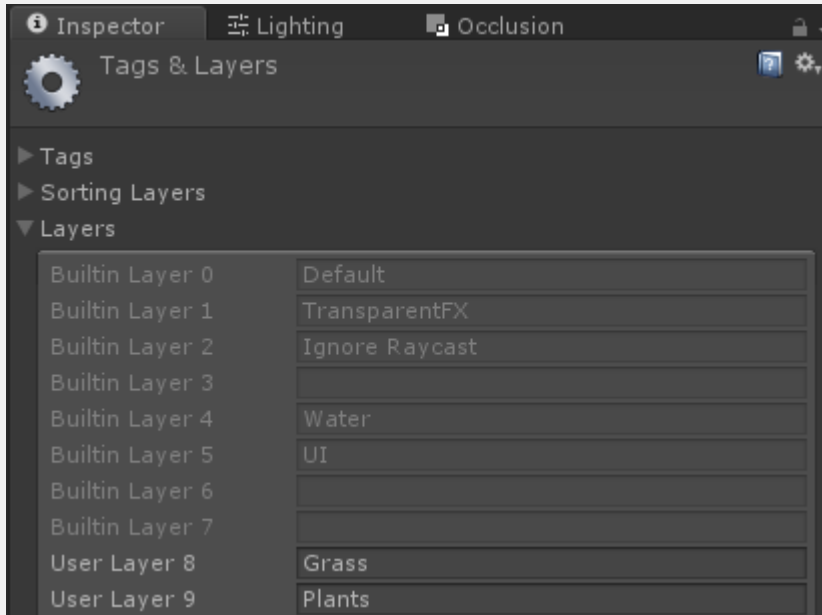 Inspector Lighting Occlusion
Tags & Layers
Tags
Sorting Layers
Layers
Builtin Layer 0 Default
Builtin Layer 1 TransparentFX
Builtin Layer 2 Ignore Raycast
Builtin Layer 3
Builtin Layer 4 Water
Builtin Layer 5 UI
Builtin Layer 6
Builtin Layer 7
User Layer 8 Grass
User Layer 9 Plants